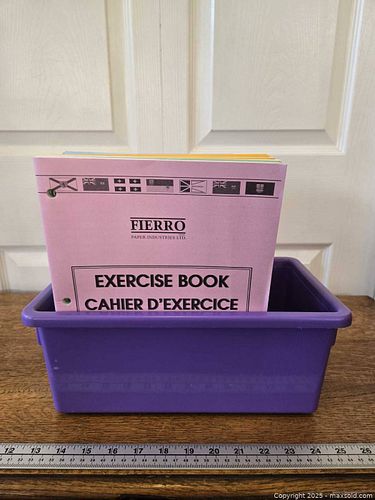 FIERRO
PAPER INDUSTRIES LTD.
EXERCISE BOOK
CAHIER D'EXERCICE
12 13 14 15 16 17 18 19 20 21 22 23 24 25 26
Copyright 2025 - maxsold.com